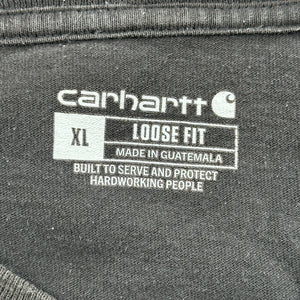 carhartt
XL LOOSE FIT
MADE IN GUATEMALA
BUILT TO SERVE AND PROTECT
HARDWORKING PEOPLE